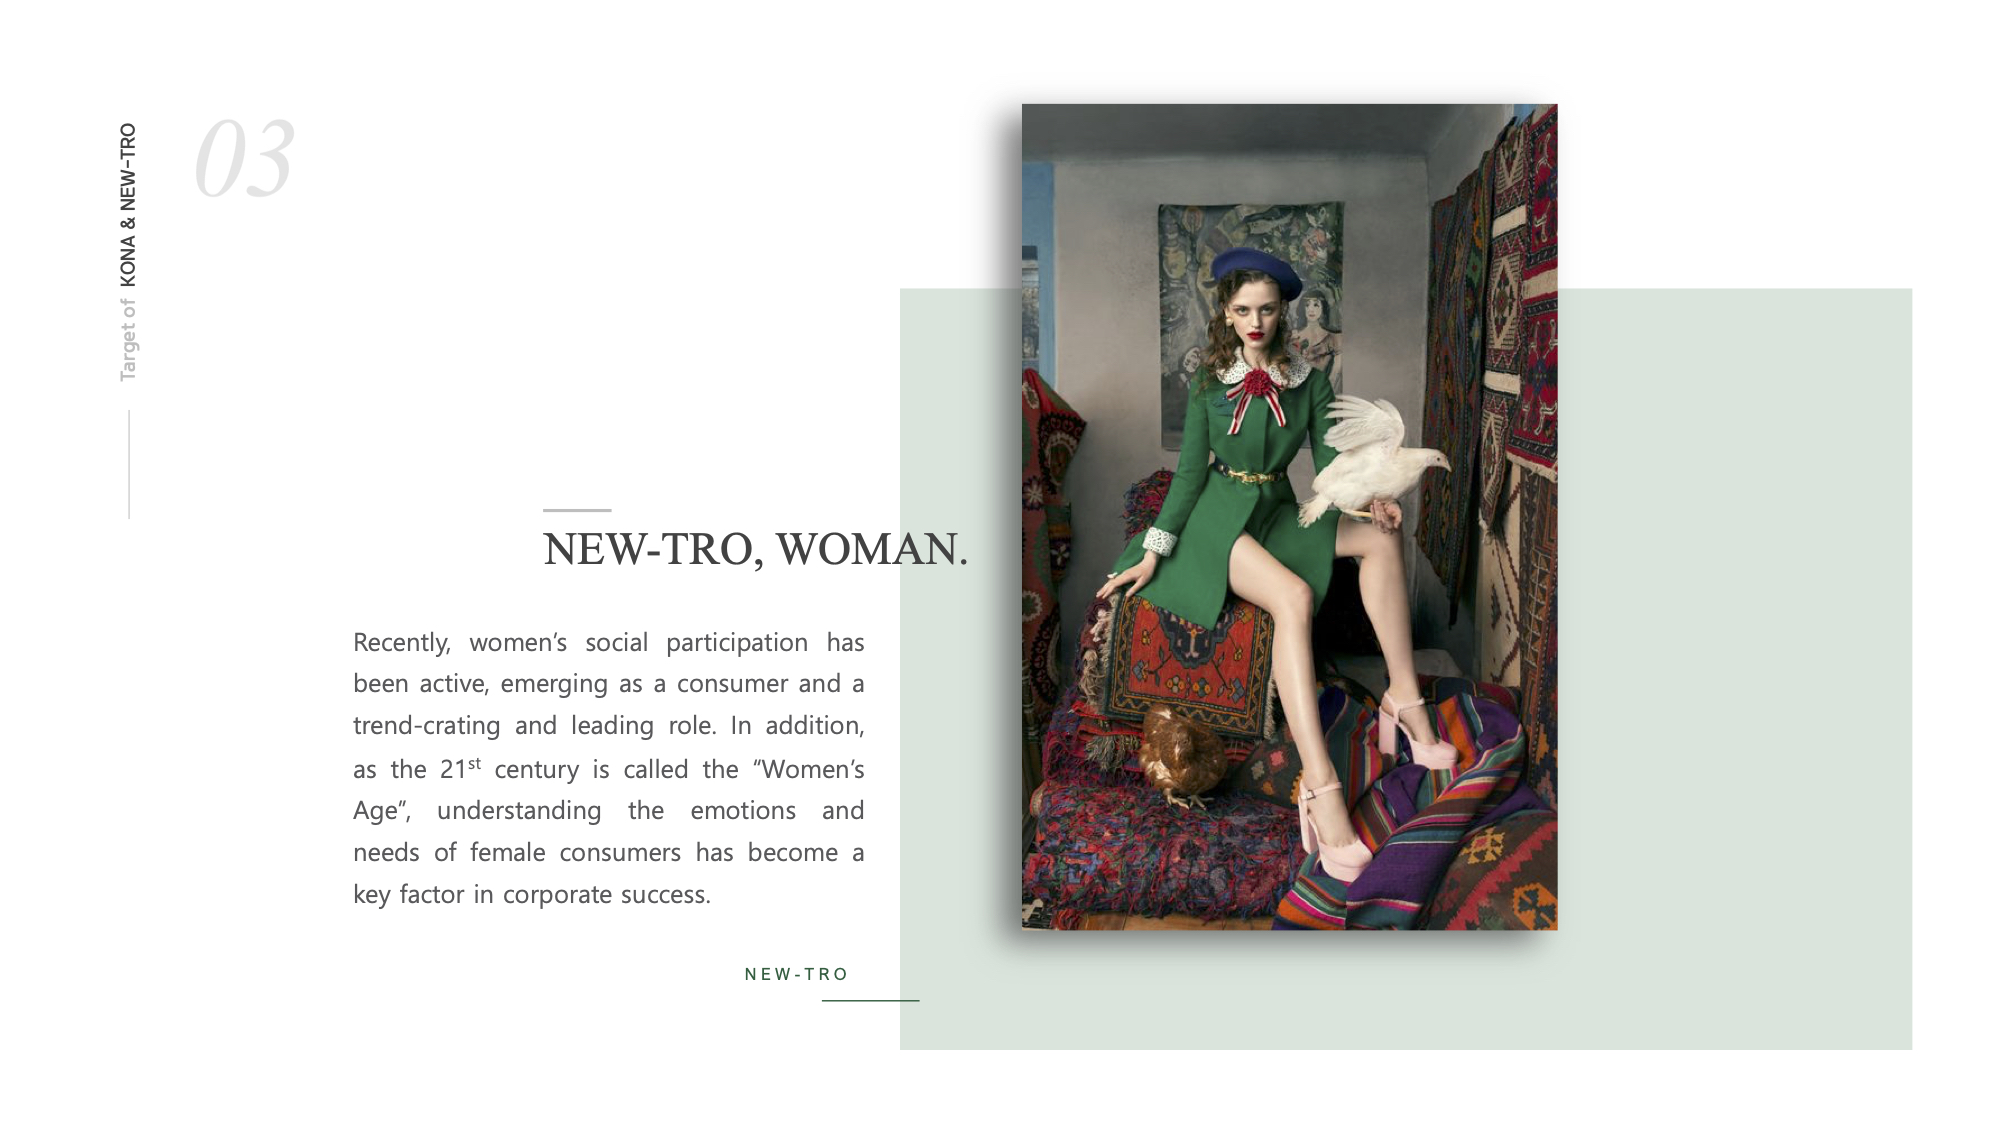 Target of KONA & NEW-TRO
03
NEW-TRO, WOMAN.
Recently, women‘s social participation has
been active, emerging as a consumer and a
trend-crating and leading role. In addition,
as the 21st century is called the “Women’s
Age”, understanding the emotions and
needs of female consumers has become a
key factor in corporate success.
NEW-TRO